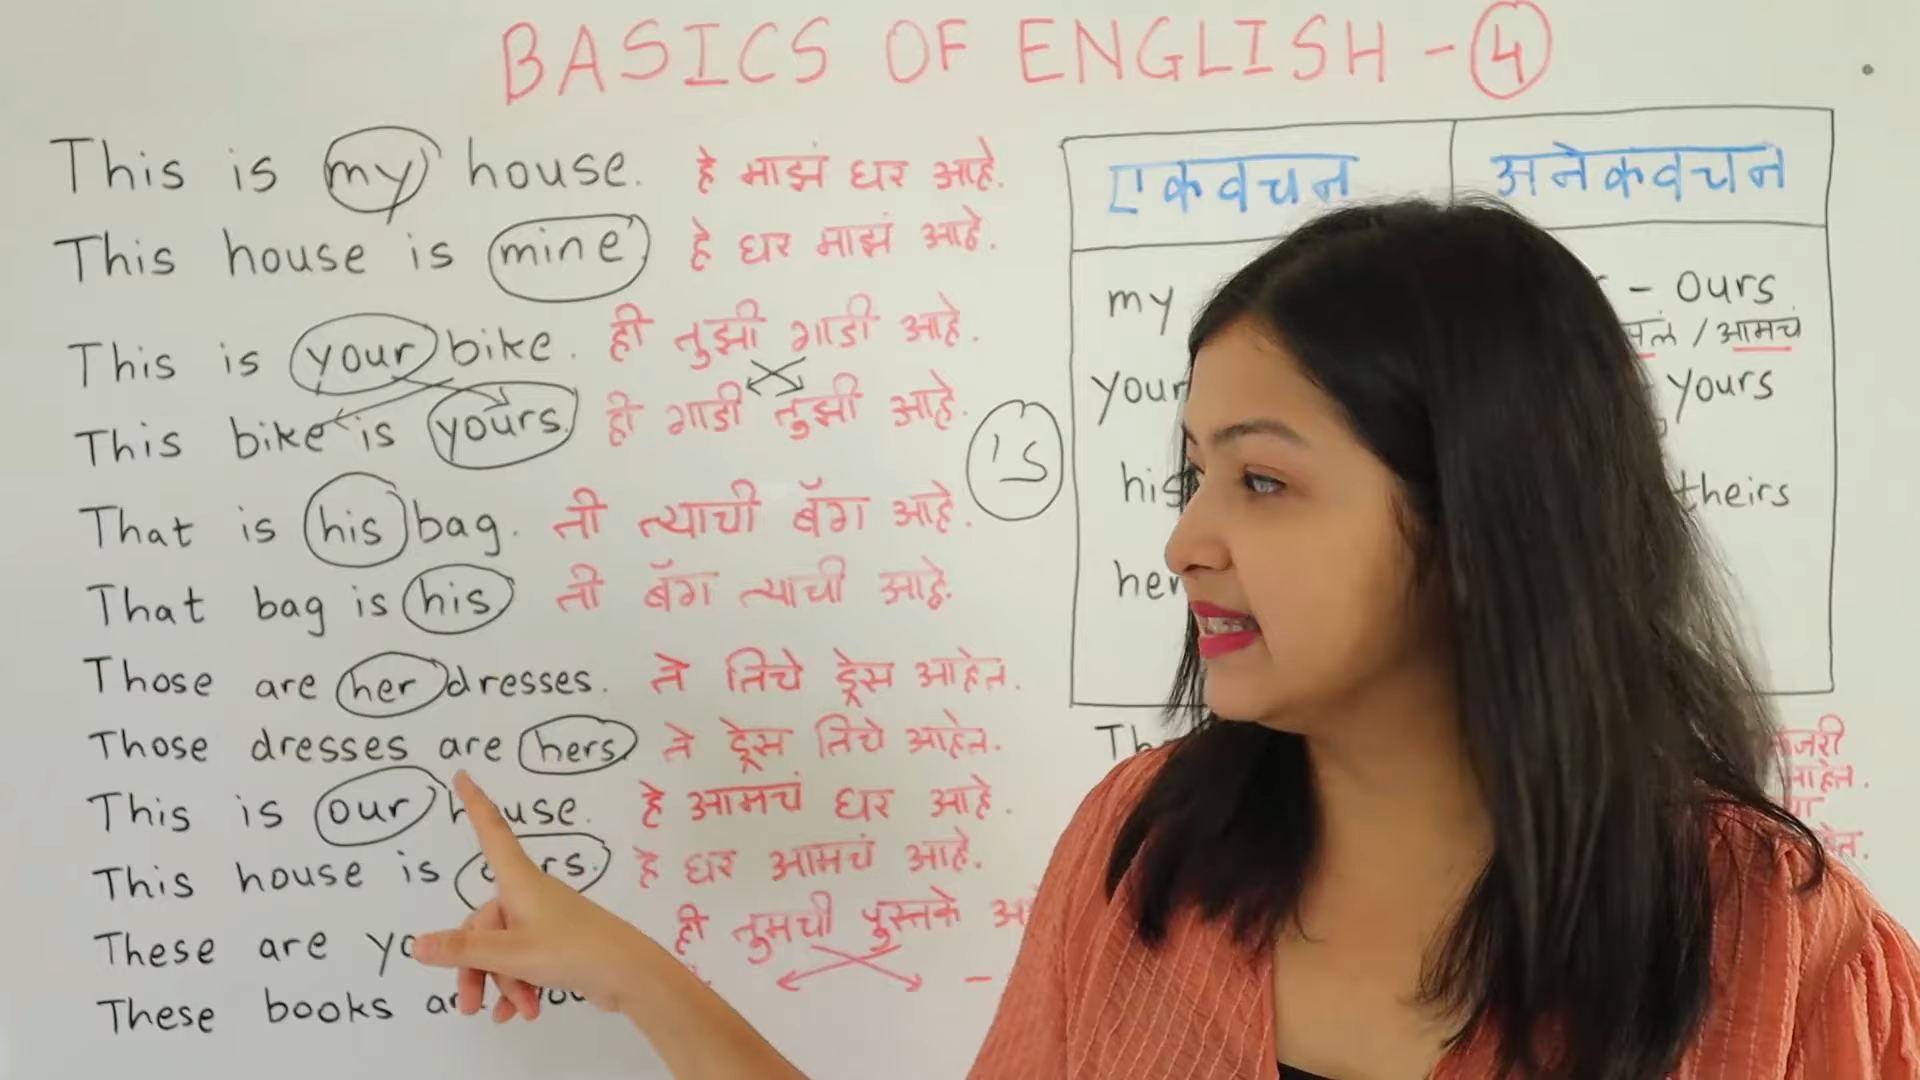 BASICS OF ENGLISH - 4
This is my house. हे माझं घर आहे.
This house is mine. हे घर माझं आहे.
This is your bike. ही तुझी गाडी आहे.
This bike is yours. ही गाडी तुझी आहे.
That is his bag. ती त्याची बॅग आहे.
That bag is his ती बॅग त्याची आहे.
Those are her dresses. ते तिचे ड्रेस आहेत.
Those dresses are hers ते ड्रेस तिचे आहेत.
This is our house. हे आमचं घर आहे.
This house is हे घर आमचं आहे.
These are ही तुमची पुस्तके
These books
's
एकवचन अनेकवचन
my - ours
/ आमचं
your yours
his theirs
her